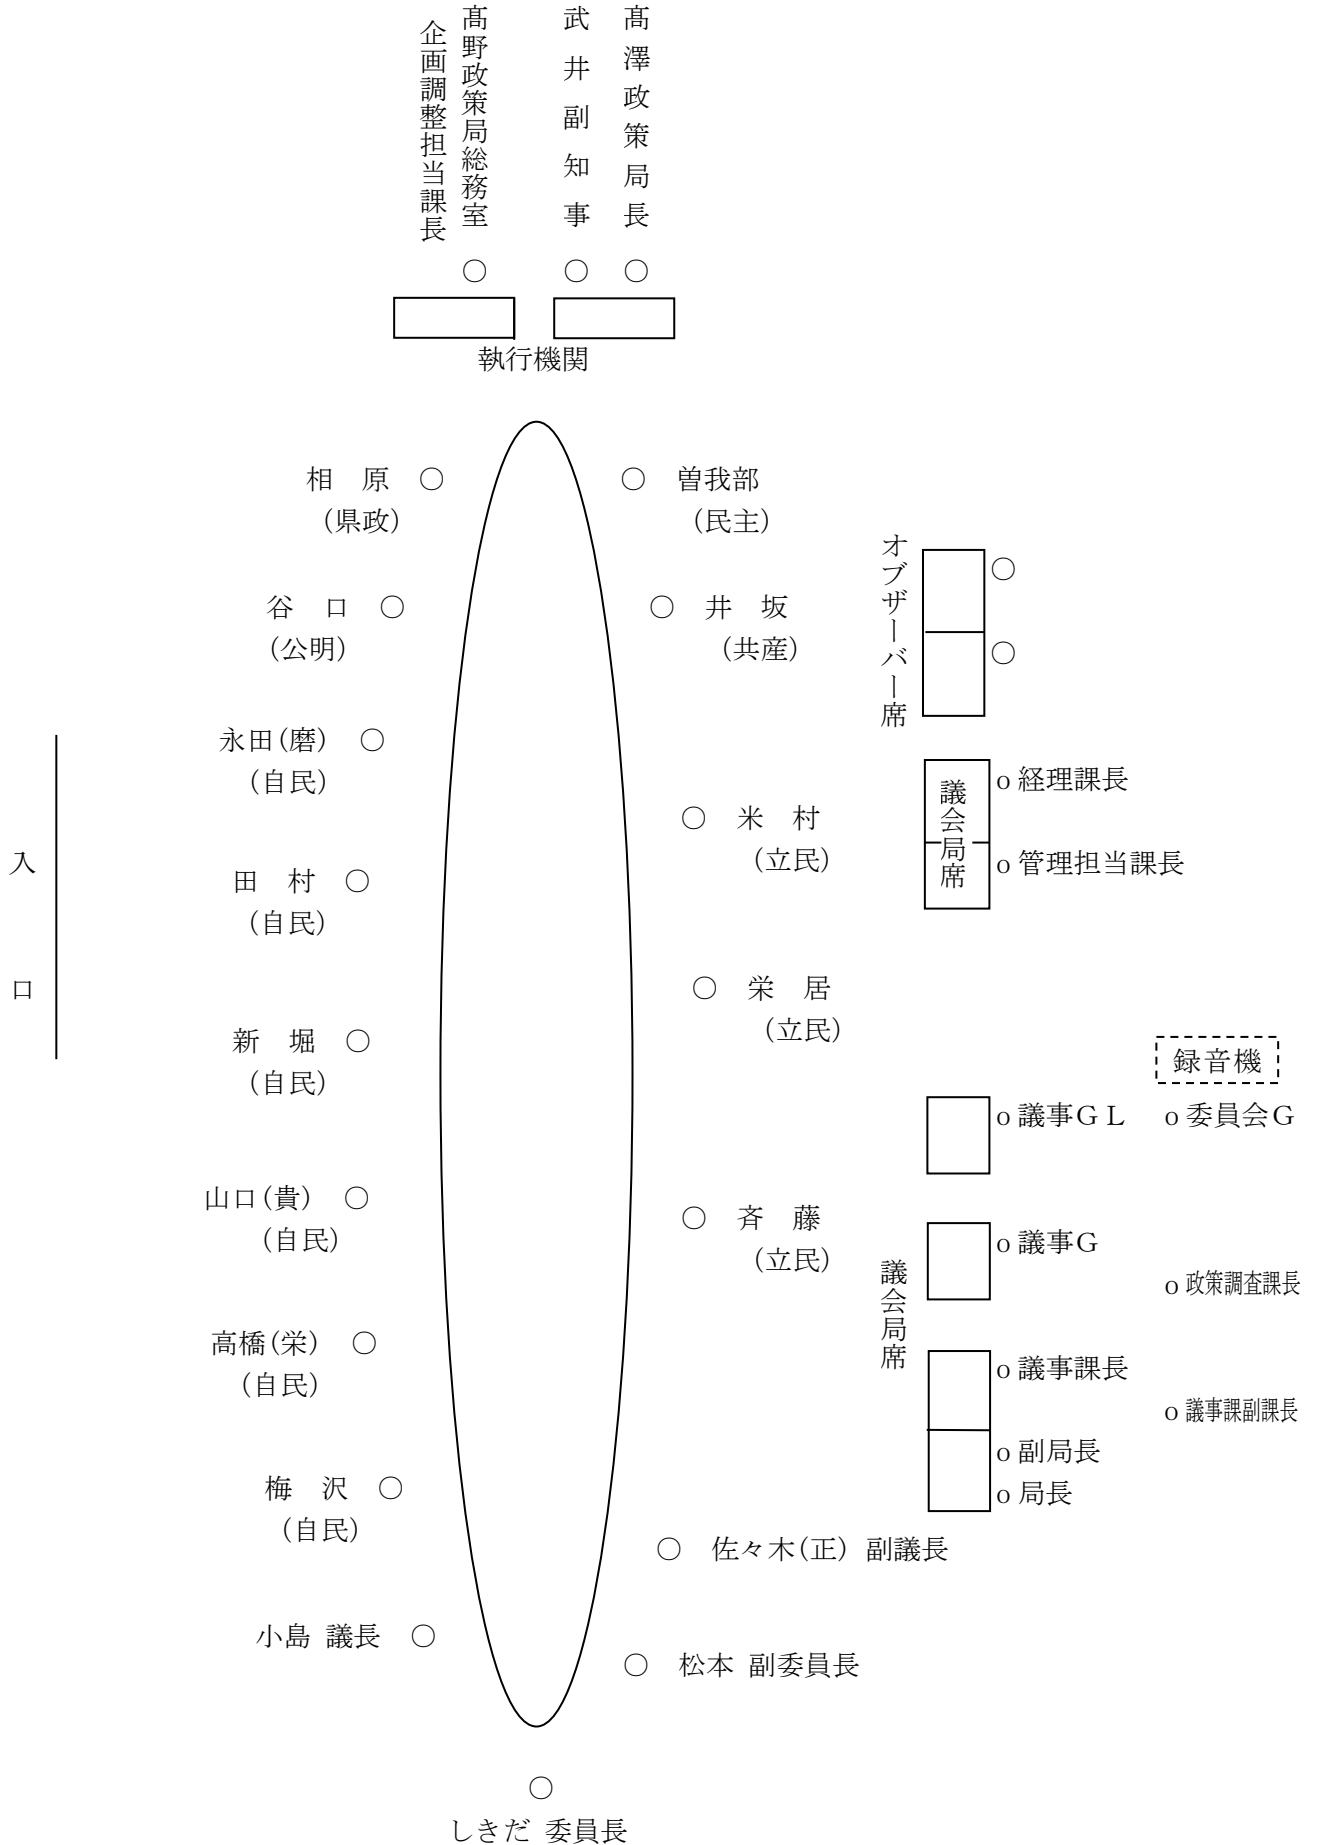 髙野政策局総務室
企画調整担当課長
武井副知事
髙澤政策局長
○ ○ ○
執行機関
相　原 ○
(県政)
○ 曽我部
(民主)
谷　口 ○
(公明)
○ 井　坂
(共産)
オブザーバー席
○
○
永田(磨) ○
(自民)
○ 米　村
(立民)
議会局席
o 経理課長
o 管理担当課長
入　口
田　村 ○
(自民)
○ 栄　居
(立民)
新　堀 ○
(自民)
録音機
o 議事GL
o 委員会G
山口(貴) ○
(自民)
○ 斉　藤
(立民)
議会局席
o 議事G
o 政策調査課長
高橋(栄) ○
(自民)
o 議事課長
o 議事課副課長
o 副局長
o 局長
梅　沢 ○
(自民)
○ 佐々木(正) 副議長
小島 議長 ○
○ 松本 副委員長
○
しきだ 委員長